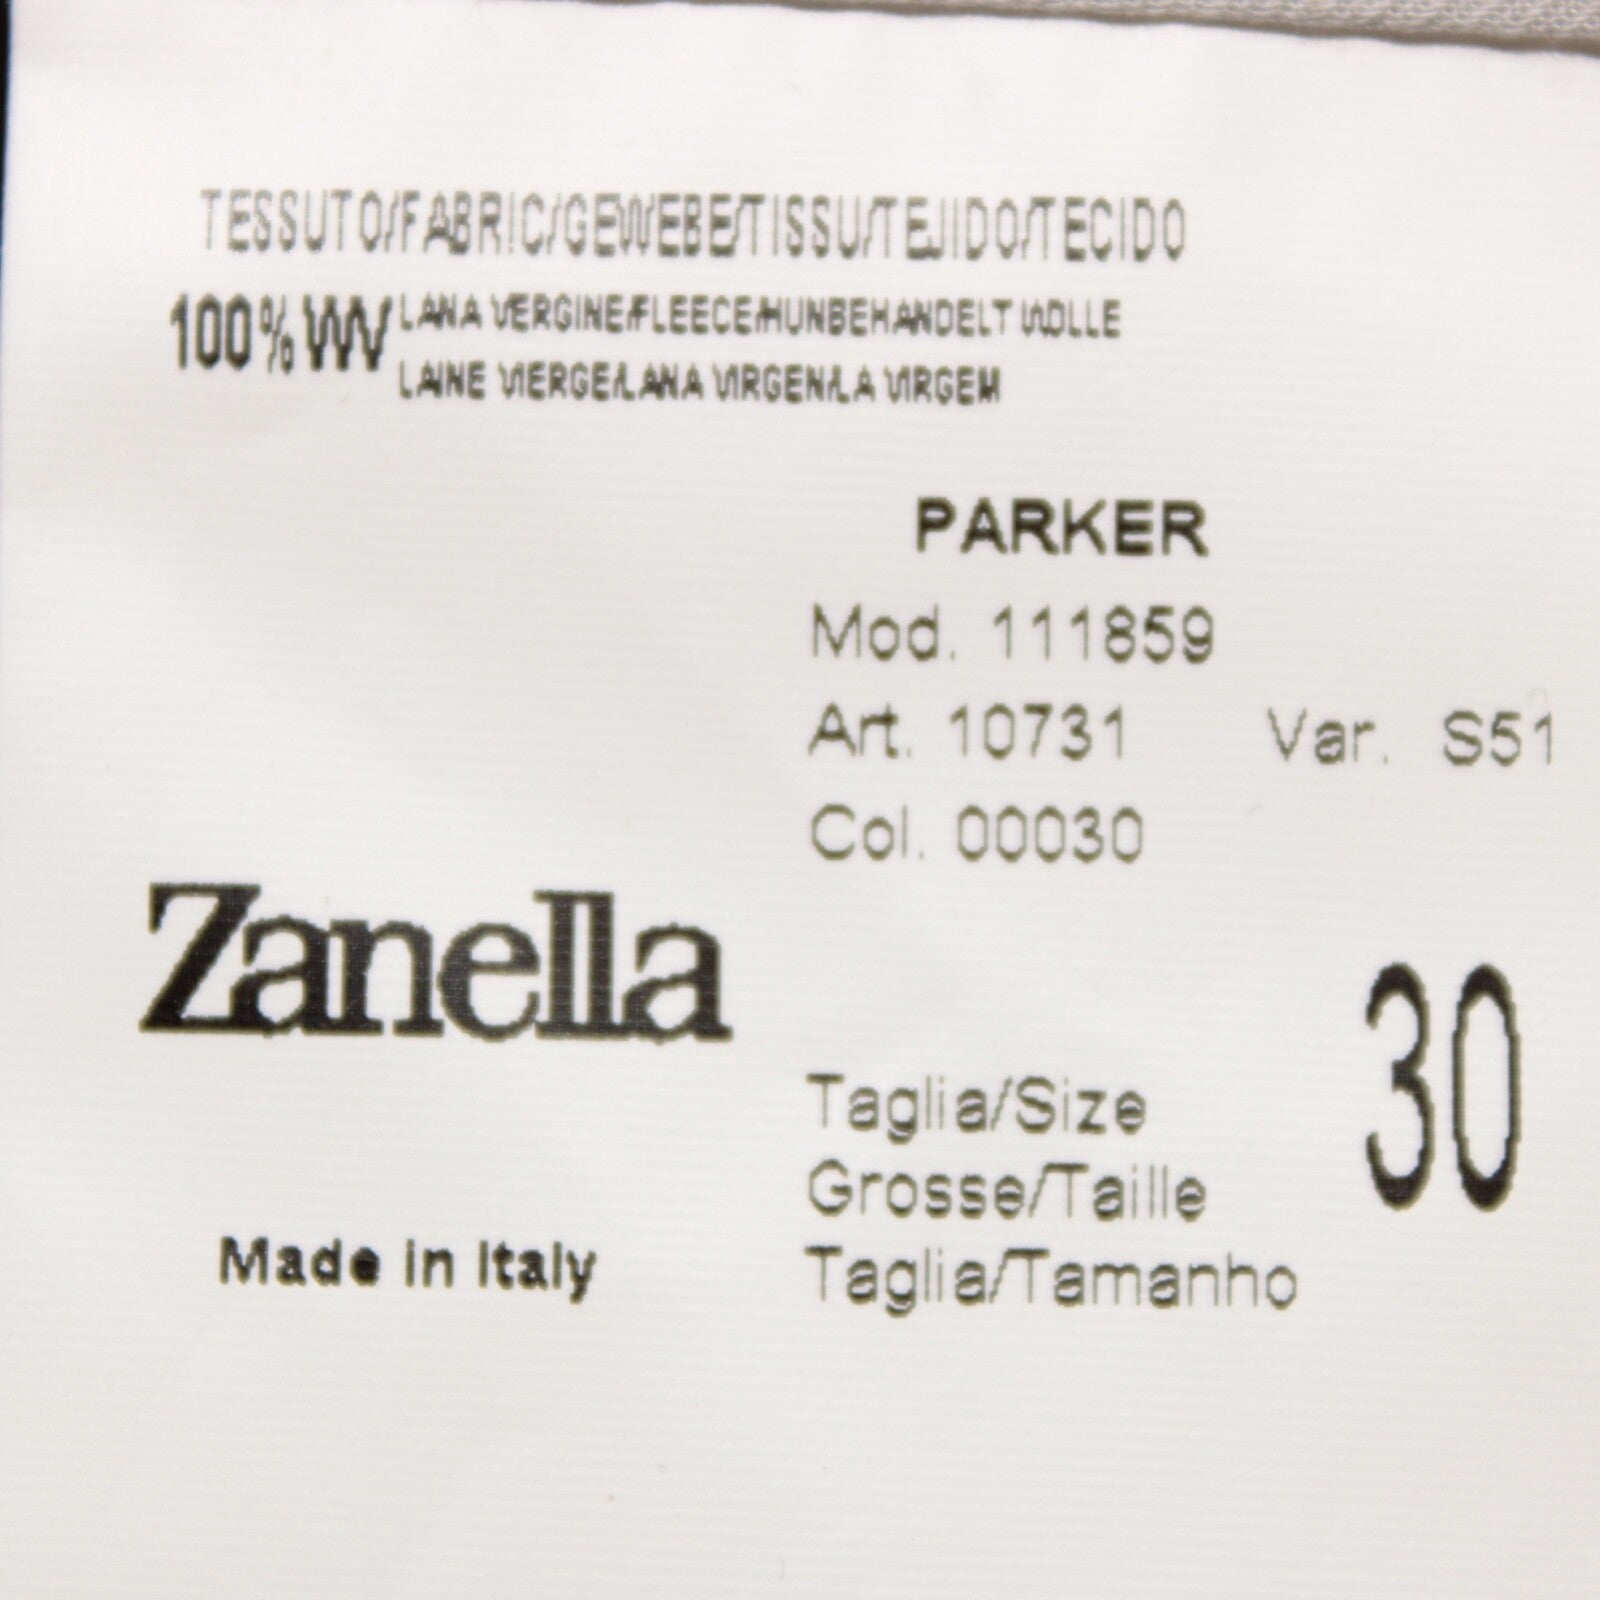 TESSUTO/FABRIC/GEWEBE/TISSU/TEJIDO/TECIDO
100% WV LANA VERGINE/FLEECE/HUNBEHANDELT WOLLE
LAINE VIERGE/LANA VIRGEN/LA VIRGEM
PARKER
Mod. 111859
Art. 10731 Var. S51
Col. 00030
Zanella
30
Taglia/Size
Grosse/Taille
Taglia/Tamanho
Made in Italy